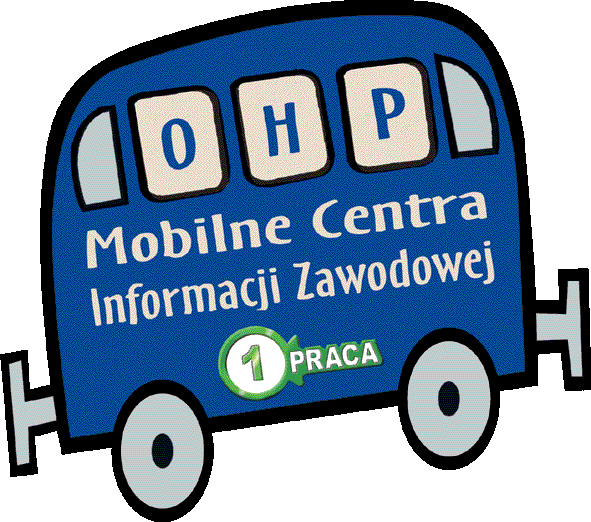 OHP
Mobilne Centra
Informacji Zawodowej
1 PRACA